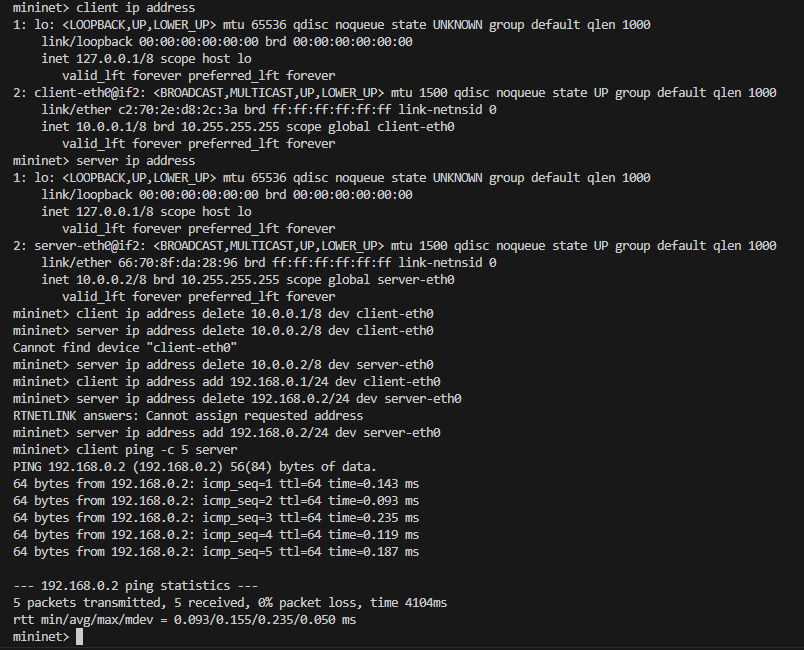 mininet> client ip address
1: lo: <LOOPBACK,UP,LOWER_UP> mtu 65536 qdisc noqueue state UNKNOWN group default qlen 1000
    link/loopback 00:00:00:00:00:00 brd 00:00:00:00:00:00
    inet 127.0.0.1/8 scope host lo
       valid_lft forever preferred_lft forever
2: client-eth0@if2: <BROADCAST,MULTICAST,UP,LOWER_UP> mtu 1500 qdisc noqueue state UP group default qlen 1000
    link/ether c2:70:2e:d8:2c:3a brd ff:ff:ff:ff:ff:ff link-netnsid 0
    inet 10.0.0.1/8 brd 10.255.255.255 scope global client-eth0
       valid_lft forever preferred_lft forever
mininet> server ip address
1: lo: <LOOPBACK,UP,LOWER_UP> mtu 65536 qdisc noqueue state UNKNOWN group default qlen 1000
    link/loopback 00:00:00:00:00:00 brd 00:00:00:00:00:00
    inet 127.0.0.1/8 scope host lo
       valid_lft forever preferred_lft forever
2: server-eth0@if2: <BROADCAST,MULTICAST,UP,LOWER_UP> mtu 1500 qdisc noqueue state UP group default qlen 1000
    link/ether 66:70:8f:da:28:96 brd ff:ff:ff:ff:ff:ff link-netnsid 0
    inet 10.0.0.2/8 brd 10.255.255.255 scope global server-eth0
       valid_lft forever preferred_lft forever
mininet> client ip address delete 10.0.0.1/8 dev client-eth0
mininet> server ip address delete 10.0.0.2/8 dev client-eth0
Cannot find device "client-eth0"
mininet> server ip address delete 10.0.0.2/8 dev server-eth0
mininet> client ip address add 192.168.0.1/24 dev client-eth0
mininet> server ip address delete 192.168.0.2/24 dev server-eth0
RTNETLINK answers: Cannot assign requested address
mininet> server ip address add 192.168.0.2/24 dev server-eth0
mininet> client ping -c 5 server
PING 192.168.0.2 (192.168.0.2) 56(84) bytes of data.
64 bytes from 192.168.0.2: icmp_seq=1 ttl=64 time=0.143 ms
64 bytes from 192.168.0.2: icmp_seq=2 ttl=64 time=0.093 ms
64 bytes from 192.168.0.2: icmp_seq=3 ttl=64 time=0.235 ms
64 bytes from 192.168.0.2: icmp_seq=4 ttl=64 time=0.119 ms
64 bytes from 192.168.0.2: icmp_seq=5 ttl=64 time=0.187 ms

--- 192.168.0.2 ping statistics ---
5 packets transmitted, 5 received, 0% packet loss, time 4104ms
rtt min/avg/max/mdev = 0.093/0.155/0.235/0.050 ms
mininet>